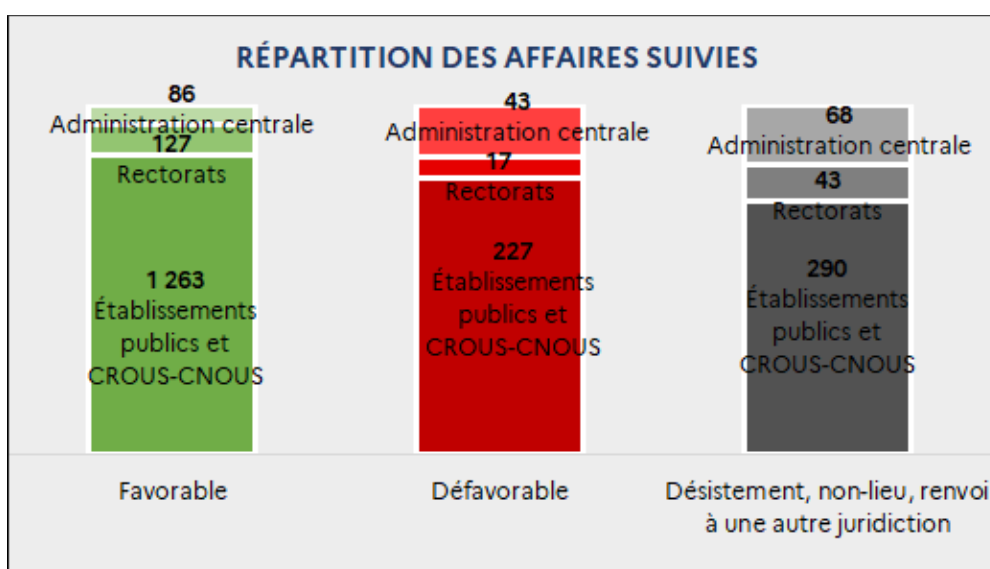 RÉPARTITION DES AFFAIRES SUIVIES
86
Administration centrale
127
Rectorats
1 263
Établissements
publics et
CROUS-CNOUS
Favorable
43
Administration centrale
17
Rectorats
227
Établissements
publics et
CROUS-CNOUS
Défavorable
68
Administration centrale
43
Rectorats
290
Établissements
publics et
CROUS-CNOUS
Désistement, non-lieu, renvoi
à une autre juridiction